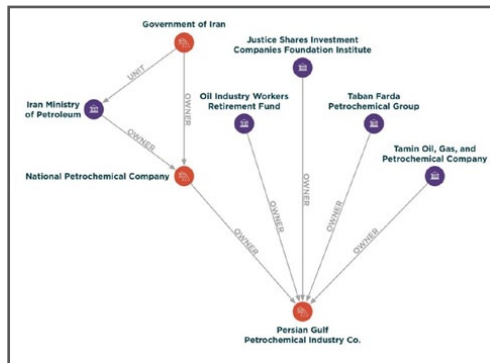 Government of Iran
Justice Shares Investment
Companies Foundation Institute
UNIT
OWNER
Iran Ministry
of Petroleum
Oil Industry Workers
Retirement Fund
Taban Farda
Petrochemical Group
OWNER
Tamin Oil, Gas, and
Petrochemical Company
National Petrochemical Company
OWNER
OWNER
OWNER
OWNER
OWNER
Persian Gulf
Petrochemical Industry Co.